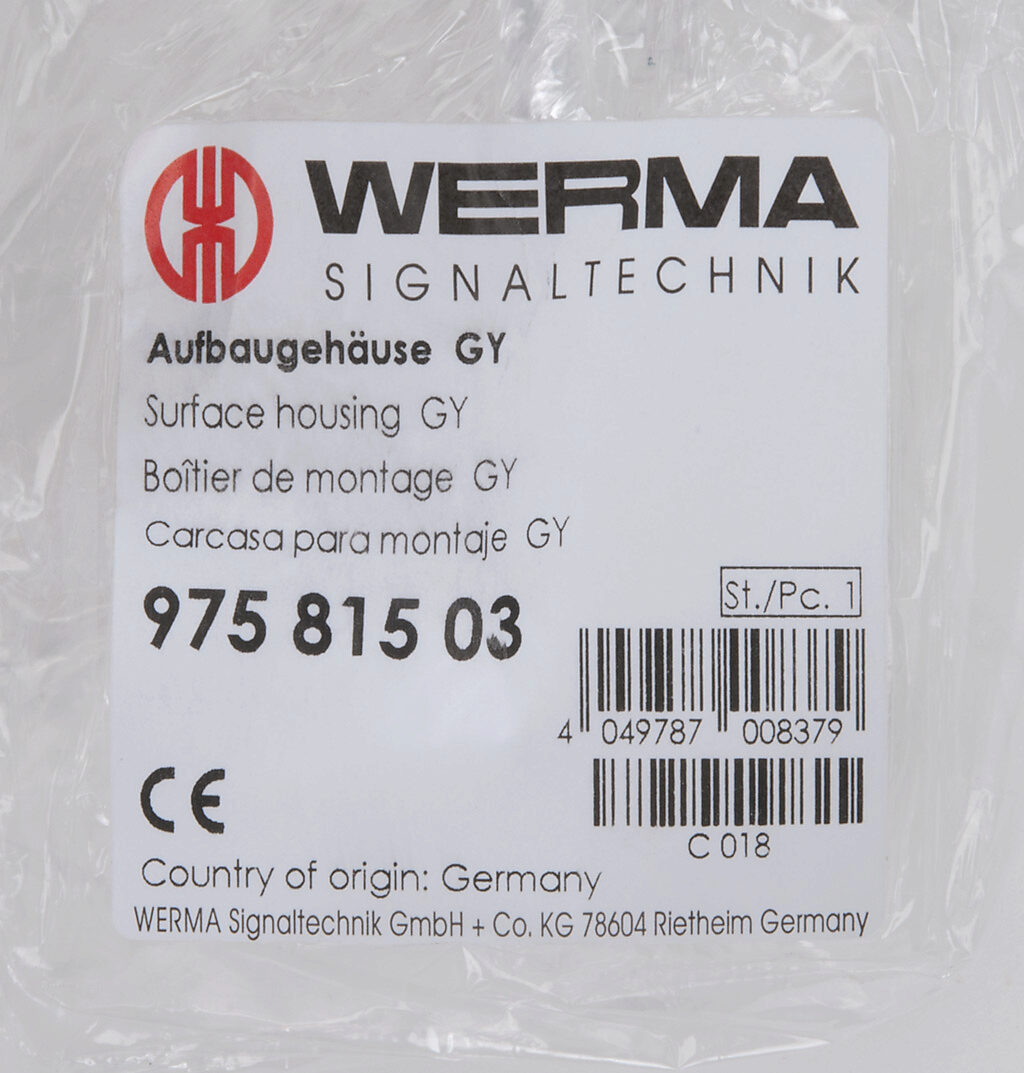 WERMA
SIGNALTECHNIK
Aufbaugehäuse GY
Surface housing GY
Boîtier de montage GY
Carcasa para montaje GY
975 815 03
St./Pc. 1
4 049787 008379
CE
C 018
Country of origin: Germany
WERMA Signaltechnik GmbH + Co. KG 78604 Rietheim Germany